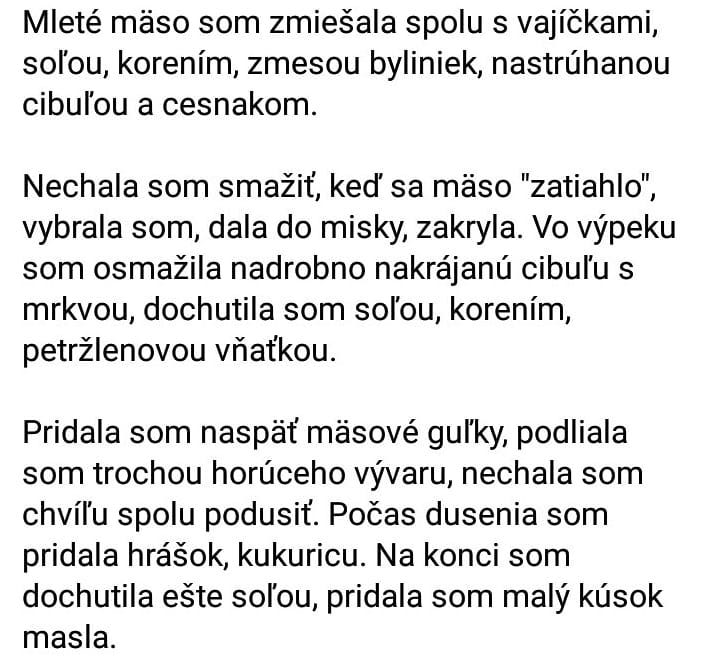 Mleté mäso som zmiešala spolu s vajíčkami,
soľou, korením, zmesou byliniek, nastrúhanou
cibuľou a cesnakom.
Nechala som smažiť, keď sa mäso "zatiahlo",
vybrala som, dala do misky, zakryla. Vo výpeku
som osmažila nadrobno nakrájanú cibuľu s
mrkvou, dochutila som soľou, korením,
petržlenovou vňaťkou.
Pridala som naspäť mäsové guľky, podliala
som trochou horúceho vývaru, nechala som
chvíľu spolu podusiť. Počas dusenia som
pridala hrášok, kukuricu. Na konci som
dochutila ešte soľou, pridala som malý kúsok
masla.